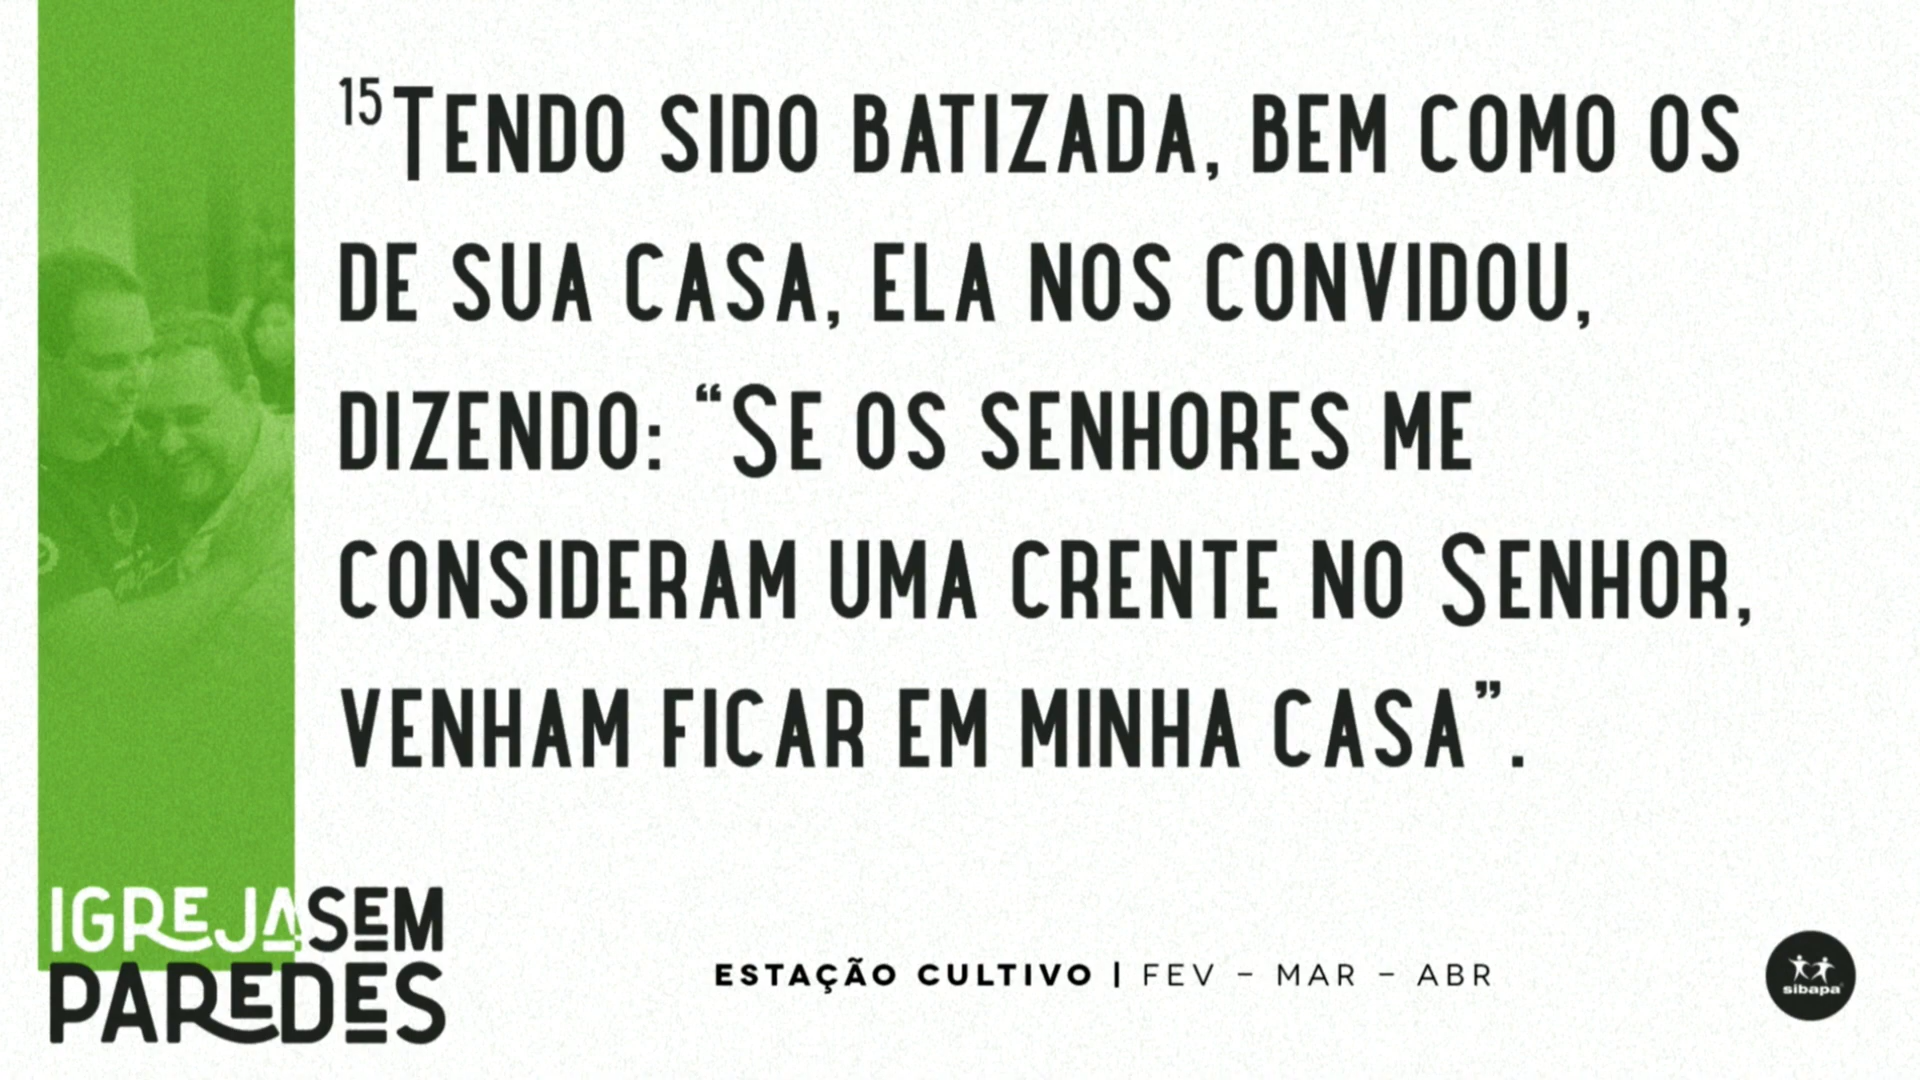 15 Tendo sido batizada, bem como os
de sua casa, ela nos convidou,
dizendo: “Se os senhores me
consideram uma crente no Senhor,
venham ficar em minha casa”.
IGREJA SEM
PAREDES
ESTAÇÃO CULTIVO | FEV – MAR – ABR
sibapa